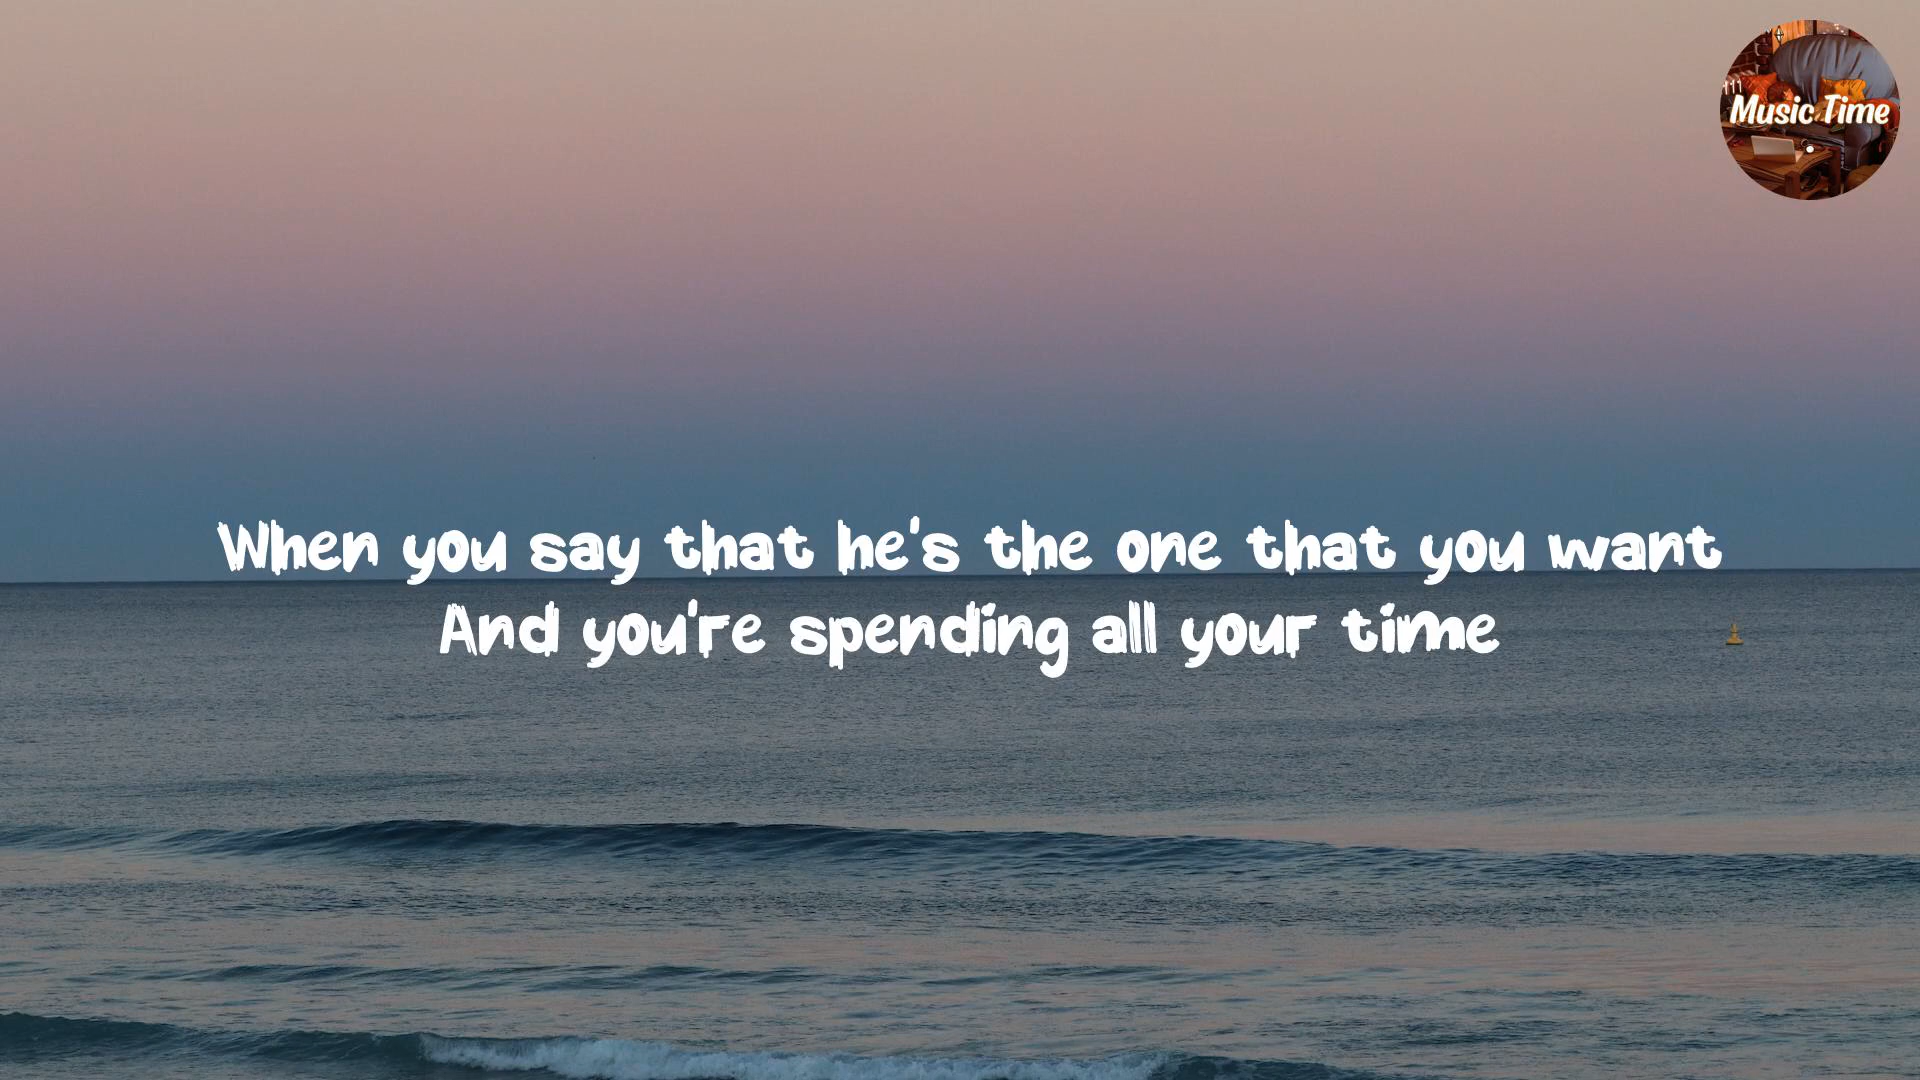 Music Time
When you say that he's the one that you want
And you're spending all your time